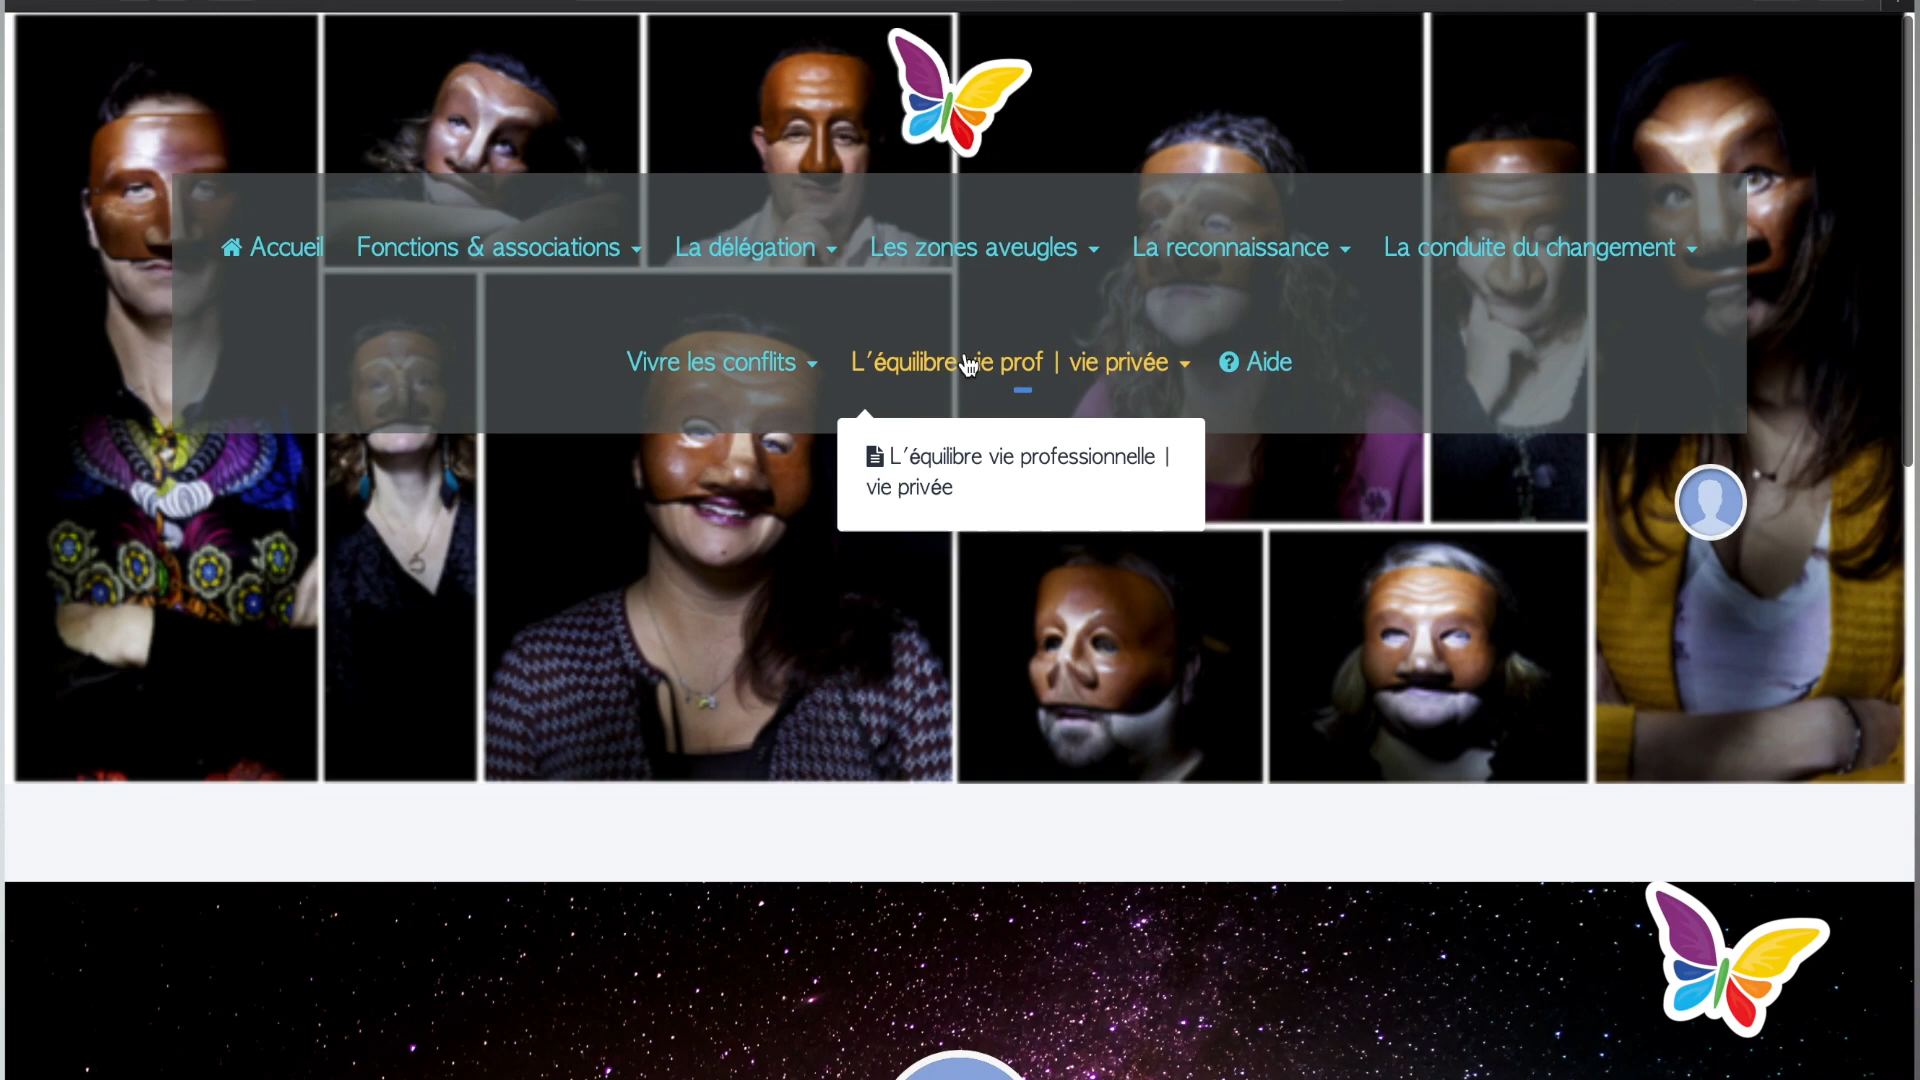 Accueil Fonctions & associations La délégation Les zones aveugles La reconnaissance La conduite du changement
Vivre les conflits L'équilibre vie prof | vie privée Aide
L'équilibre vie professionnelle |
vie privée